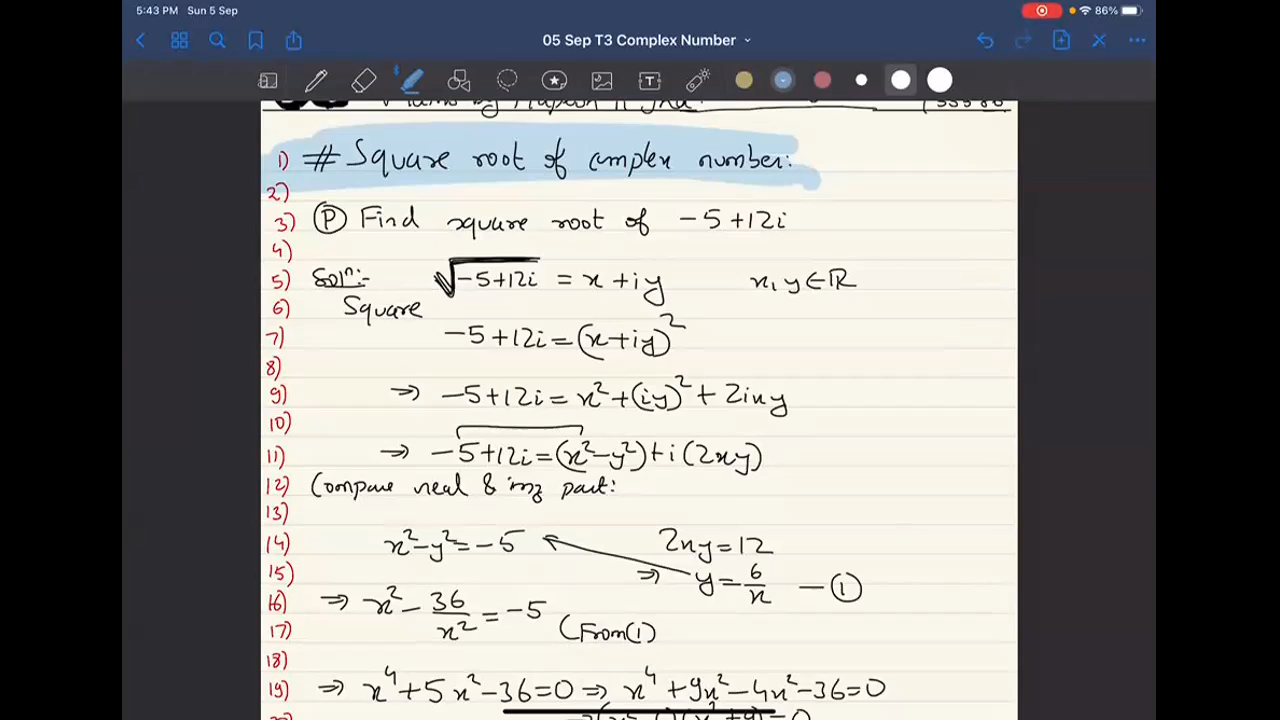 5:43 PM Sun 5 Sep 86%
05 Sep T3 Complex Number
1) # Square root of complex number:
2)
3) (P) Find square root of -5+12i
4)
5) Solⁿ:- √-5+12i = x+iy x, y ∈ ℝ
6) Square
7) -5+12i = (x+iy)²
8)
9) ⇒ -5+12i = x²+(iy)²+2ixy
10)
11) ⇒ -5+12i = (x²-y²)+i(2xy)
12) Compare real & img part:
13)
14) x²-y²=-5 2xy=12
15) ⇒ y=6/x — (1)
16) ⇒ x² - 36/x² = -5
17) (From(1)
18)
19) ⇒ x⁴+5x²-36=0 ⇒ x⁴+9x²-4x²-36=0